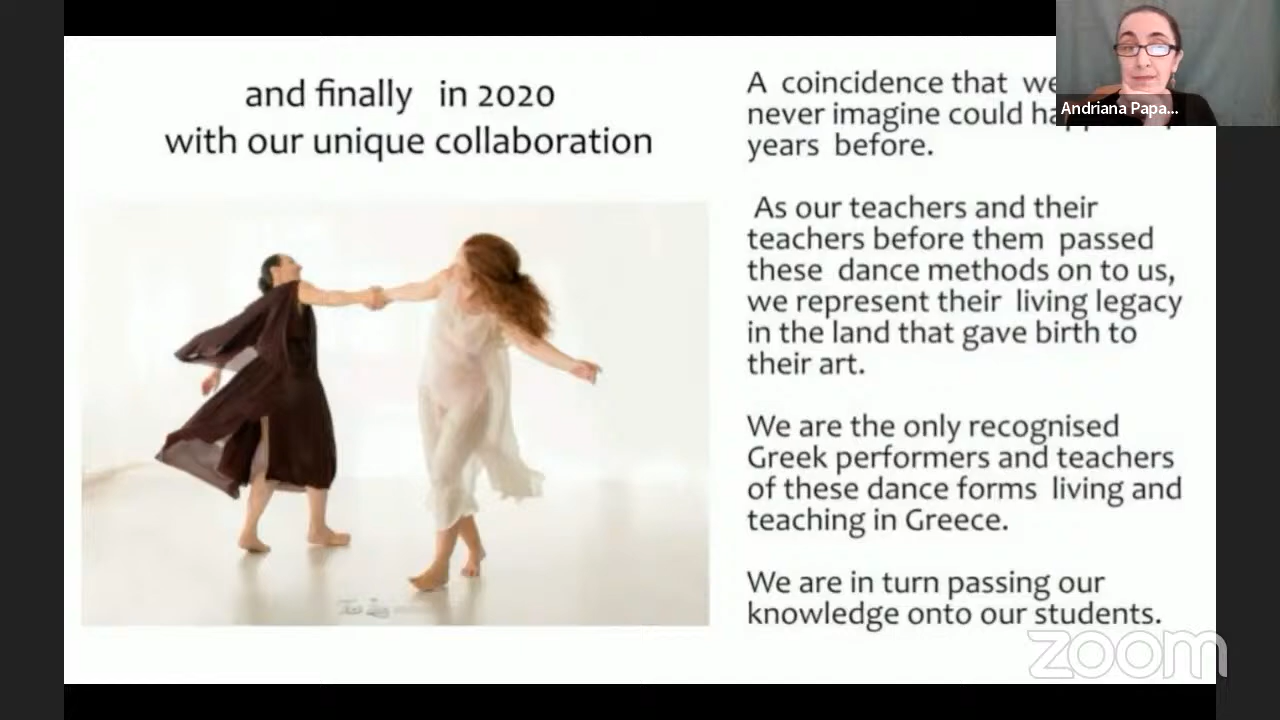 and finally in 2020
with our unique collaboration
A coincidence that we
never imagine could
years before.
As our teachers and their
teachers before them passed
these dance methods on to us,
we represent their living legacy
in the land that gave birth to
their art.
We are the only recognised
Greek performers and teachers
of these dance forms living and
teaching in Greece.
We are in turn passing our
knowledge onto our students.
Andriana Papa...
zoom